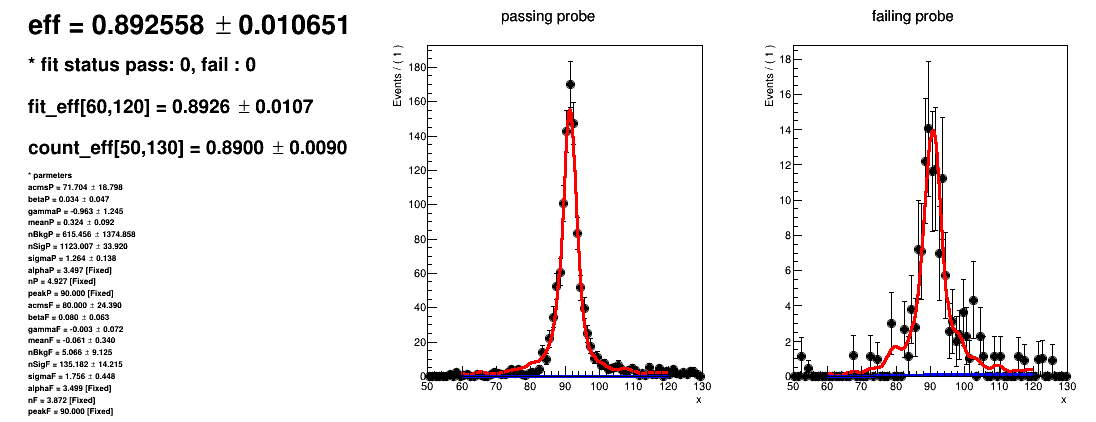 eff = 0.892558 ± 0.010651
* fit status pass: 0, fail : 0
fit_eff[60,120] = 0.8926 ± 0.0107
count_eff[50,130] = 0.8900 ± 0.0090
* parmeters
acmsP = 71.704 ± 16.798
betaP = 0.034 ± 0.047
gammaP = -0.963 ± 1.245
meanP = 0.324 ± 0.092
nBkgP = 615.456 ± 1374.858
nSigP = 1123.007 ± 33.920
sigmaP = 1.264 ± 0.138
alphaP = 3.497 [Fixed]
nP = 4.927 [Fixed]
peakP = 90.000 [Fixed]
acmsF = 80.000 ± 24.390
betaF = 0.080 ± 0.063
gammaF = -0.003 ± 0.072
meanF = -0.061 ± 0.340
nBkgF = 5.066 ± 9.125
nSigF = 135.182 ± 14.215
sigmaF = 1.756 ± 0.448
alphaF = 3.499 [Fixed]
nF = 3.872 [Fixed]
peakF = 90.000 [Fixed]
passing probe
Events / ( 1 )
180
160
140
120
100
80
60
40
20
0
50 60 70 80 90 100 110 120 130
x
failing probe
Events / ( 1 )
18
16
14
12
10
8
6
4
2
0
50 60 70 80 90 100 110 120 130
x